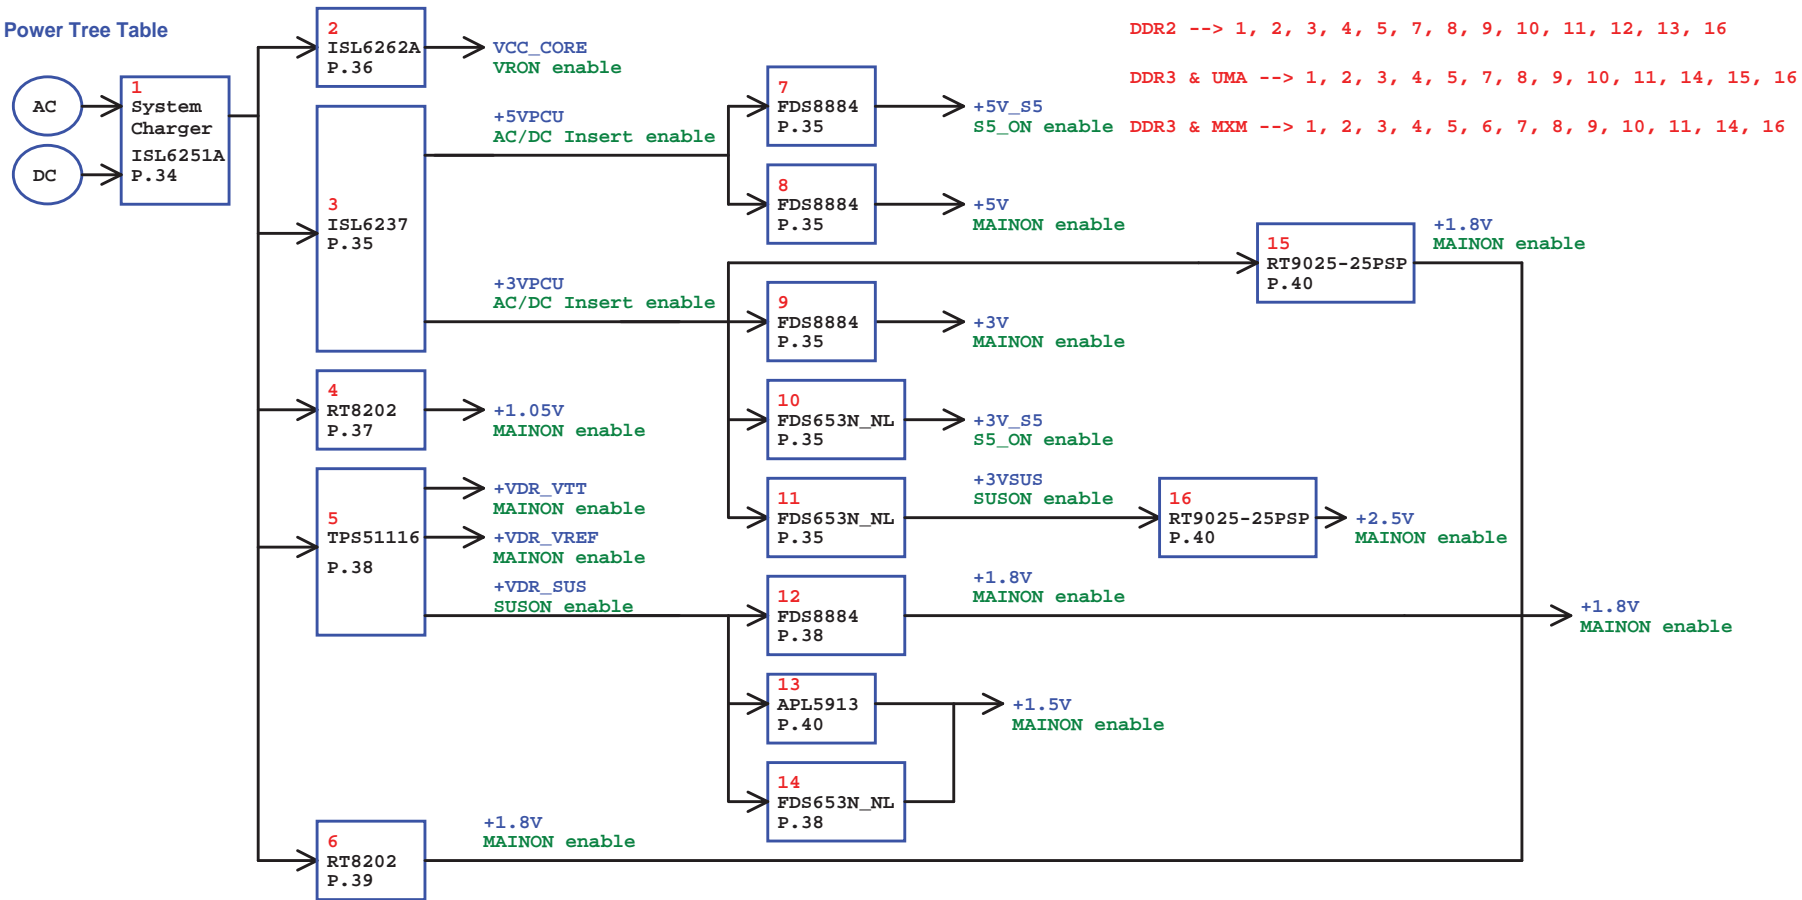 Power Tree Table
AC
DC
1
System
Charger
ISL6251A
P.34
2
ISL6262A
P.36
VCC_CORE
VRON enable
3
ISL6237
P.35
+5VPCU
AC/DC Insert enable
+3VPCU
AC/DC Insert enable
4
RT8202
P.37
+1.05V
MAINON enable
5
TPS51116
P.38
+VDR_VTT
MAINON enable
+VDR_VREF
MAINON enable
+VDR_SUS
SUSON enable
6
RT8202
P.39
+1.8V
MAINON enable
7
FDS8884
P.35
+5V_S5
S5_ON enable
8
FDS8884
P.35
+5V
MAINON enable
9
FDS8884
P.35
+3V
MAINON enable
10
FDS653N_NL
P.35
+3V_S5
S5_ON enable
11
FDS653N_NL
P.35
+3VSUS
SUSON enable
12
FDS8884
P.38
+1.8V
MAINON enable
13
APL5913
P.40
+1.5V
MAINON enable
14
FDS653N_NL
P.38
15
RT9025-25PSP
P.40
+1.8V
MAINON enable
16
RT9025-25PSP
P.40
+2.5V
MAINON enable
+1.8V
MAINON enable
DDR2 --> 1, 2, 3, 4, 5, 7, 8, 9, 10, 11, 12, 13, 16
DDR3 & UMA --> 1, 2, 3, 4, 5, 7, 8, 9, 10, 11, 14, 15, 16
DDR3 & MXM --> 1, 2, 3, 4, 5, 6, 7, 8, 9, 10, 11, 14, 16